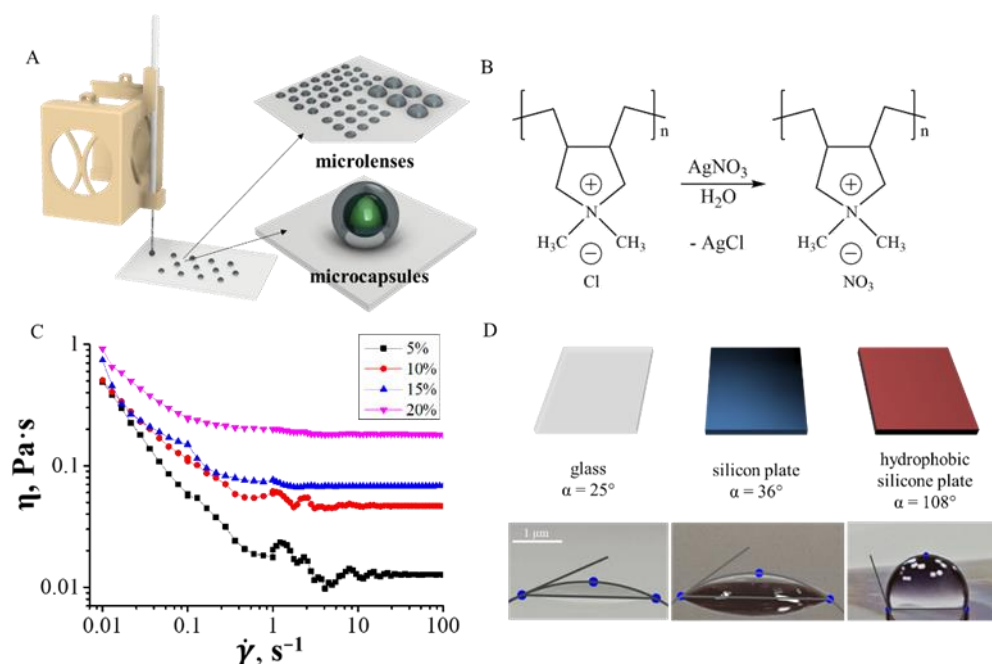 A
microlenses
microcapsules
B
n
n
AgNO₃
H₂O
- AgCl
+
N
H₃C
CH₃
−
Cl
+
N
H₃C
CH₃
−
NO₃
C
5%
10%
15%
20%
1
0.1
0.01
η, Pa·s
0.01
0.1
1
10
100
γ̇, s⁻¹
D
glass
α = 25°
silicon plate
α = 36°
hydrophobic
silicone plate
α = 108°
1 μm